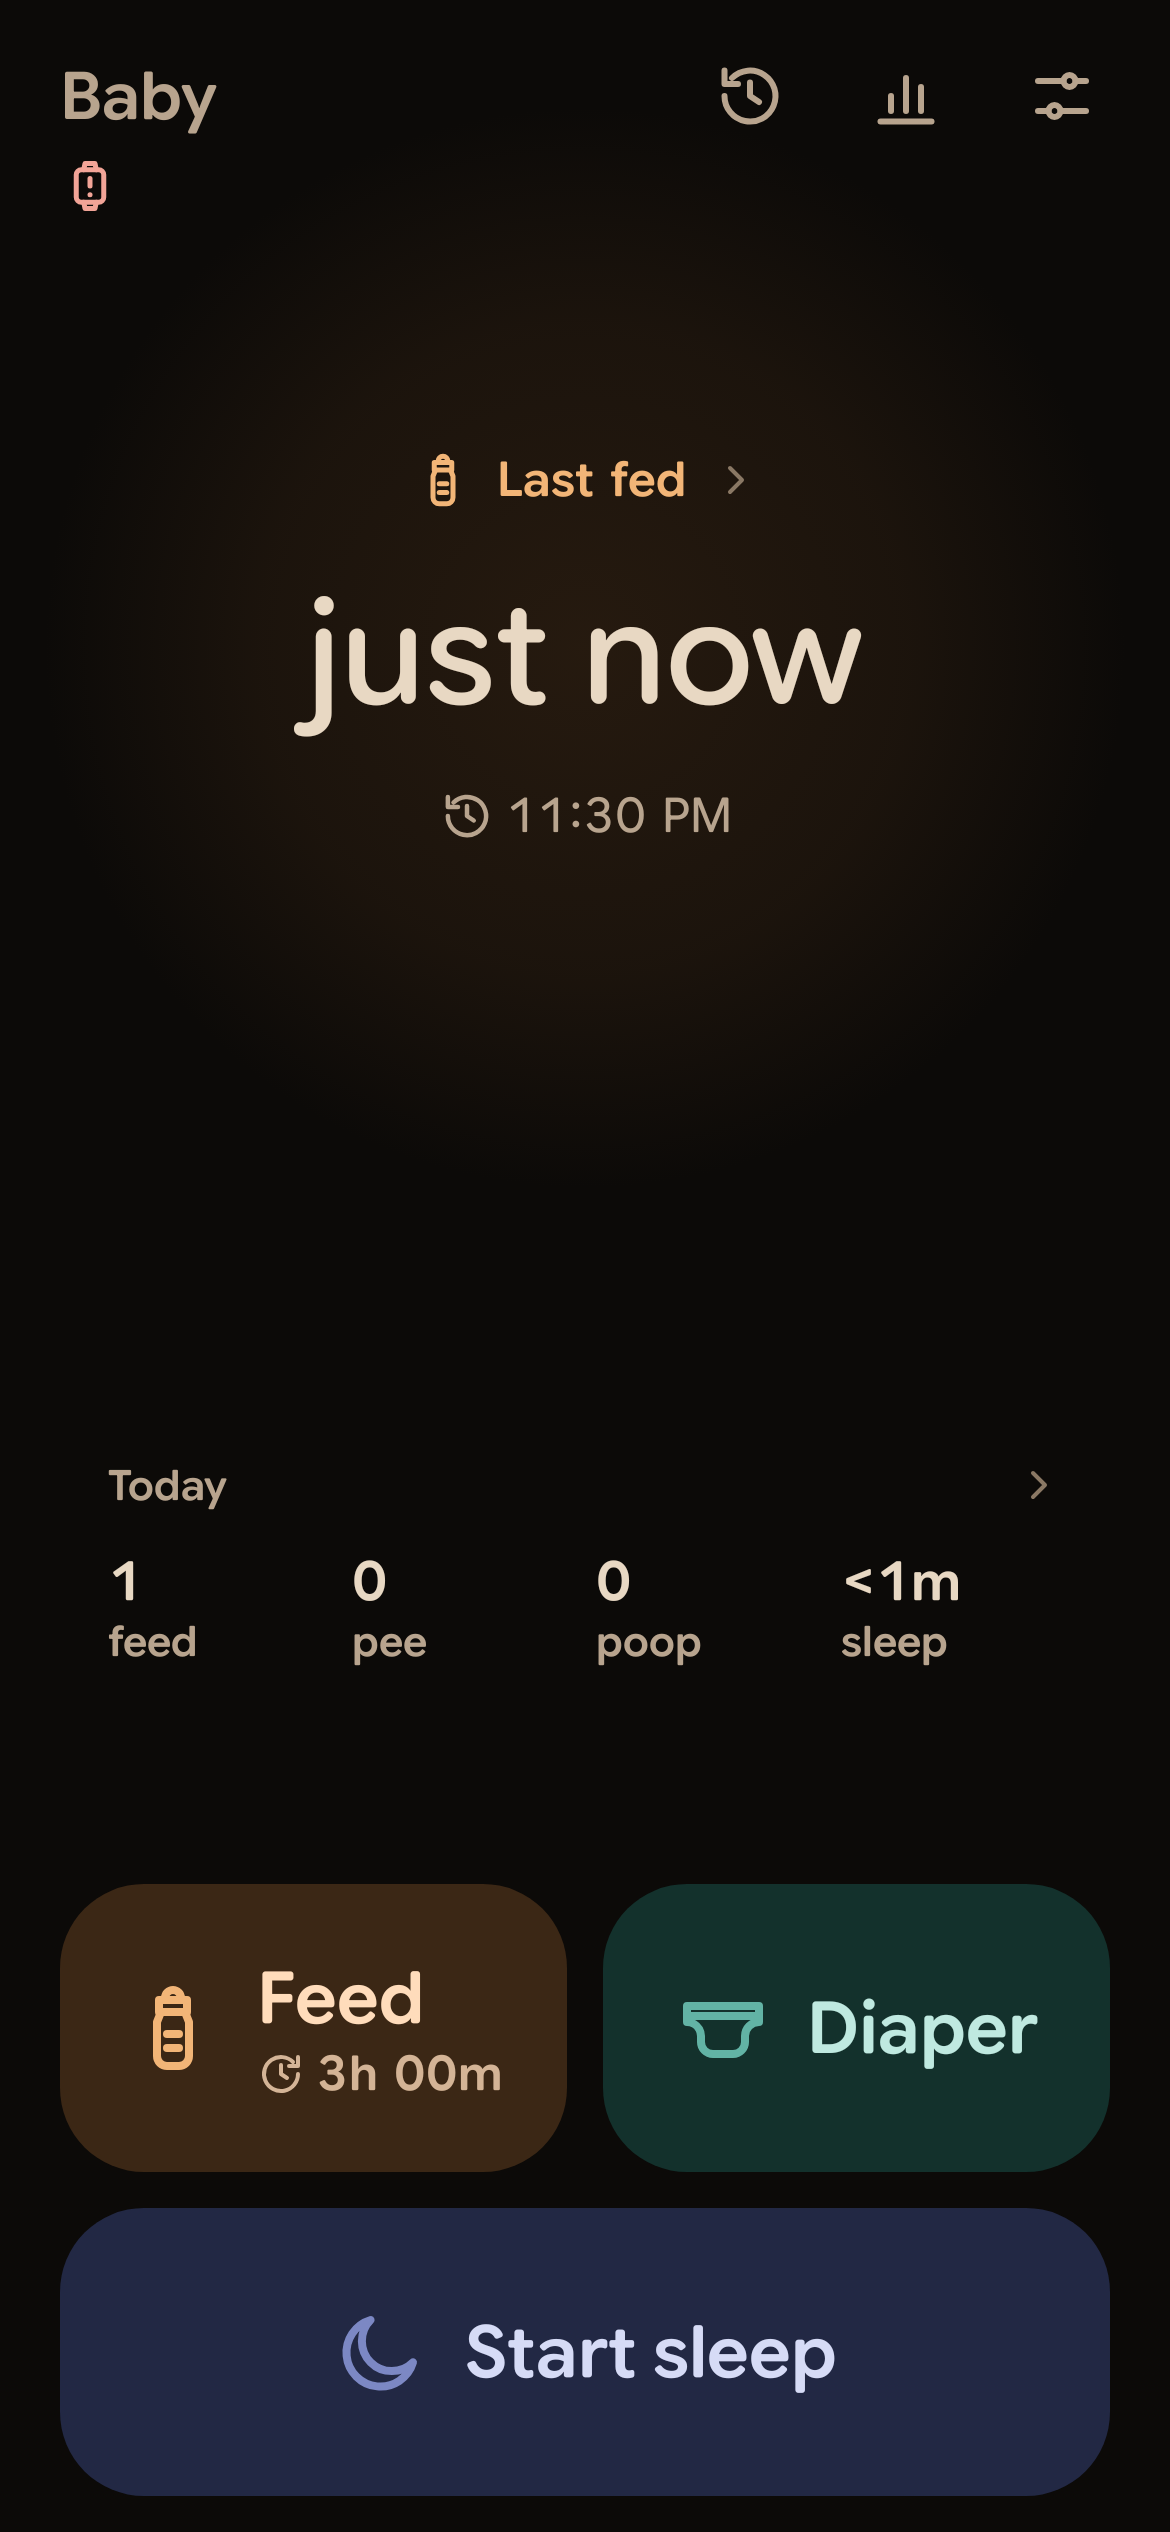 Baby
Last fed
just now
11:30 PM
Today
1 0 0 <1m
feed pee poop sleep
Feed
3h 00m
Diaper
Start sleep